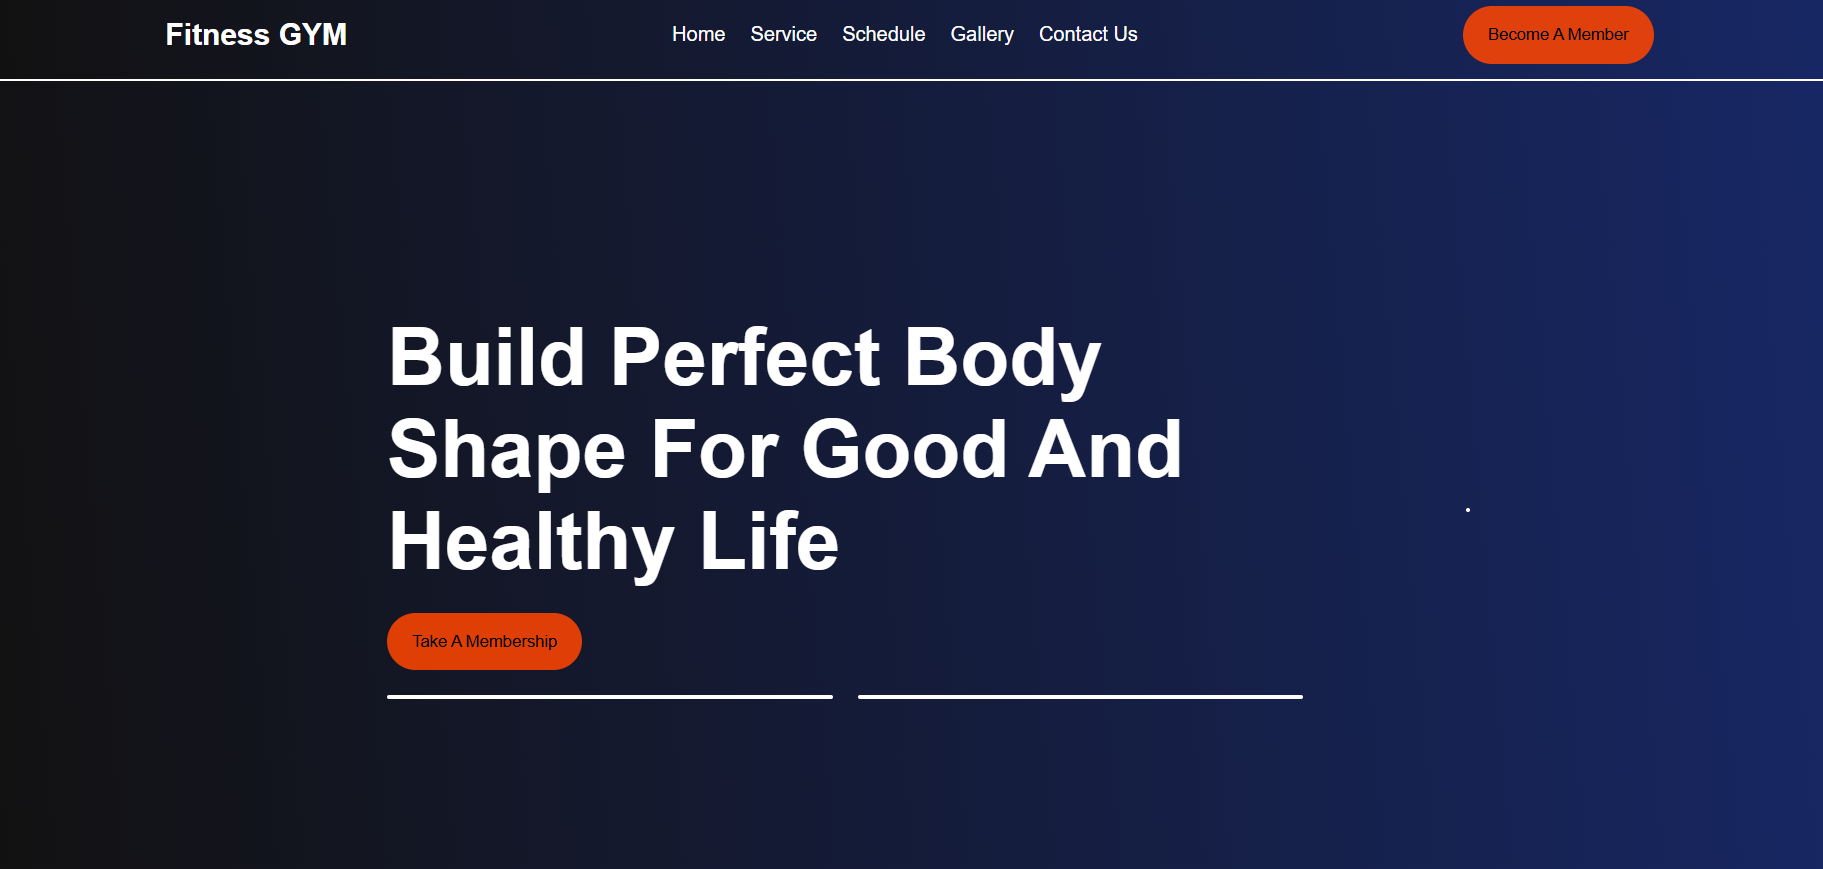 Fitness GYM
Home Service Schedule Gallery Contact Us
Become A Member
Build Perfect Body
Shape For Good And
Healthy Life
Take A Membership